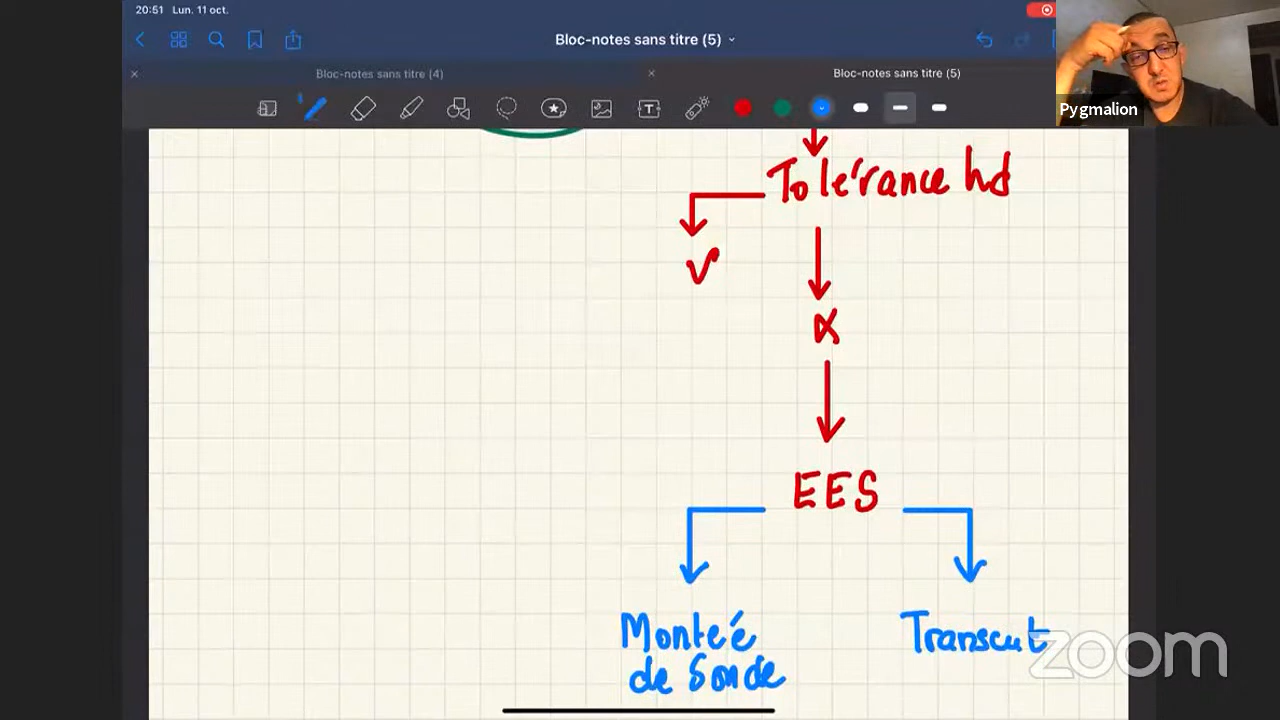 20:51 Lun. 11 oct.
Bloc-notes sans titre (5)
Bloc-notes sans titre (4)
Bloc-notes sans titre (5)
T
Pygmalion
Tolérance hd
EES
Montée
de Sonde
Transcut
zoom